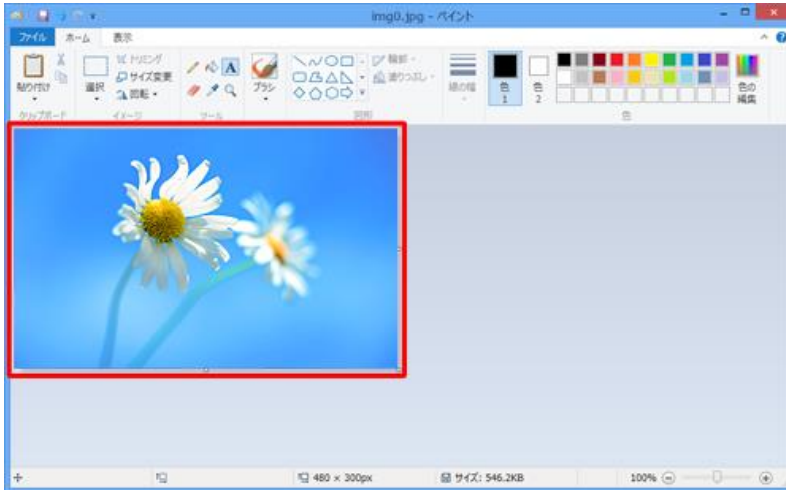 img0.jpg - ペイント
ファイル ホーム 表示
トリミング
サイズ変更
回転
貼り付け
選択
A
ブラシ
輪郭
塗りつぶし
線の幅
色
1
色
2
色の
編集
クリップボード
イメージ
ツール
図形
色
480 × 300px
サイズ: 546.2KB
100%